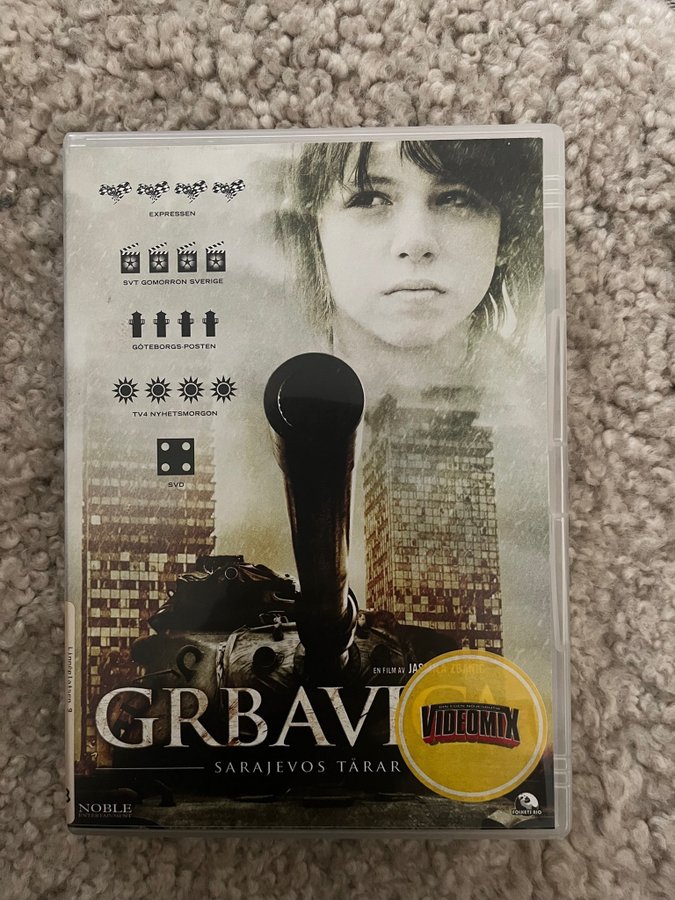 EXPRESSEN
SVT GOMORRON SVERIGE
GÖTEBORGS-POSTEN
TV4 NYHETSMORGON
SVD
EN FILM AV
GRBAVI
SARAJEVOS TÅRAR
VIDEOMIX
NOBLE
ENTERTAINMENT
FOLKETS BIO